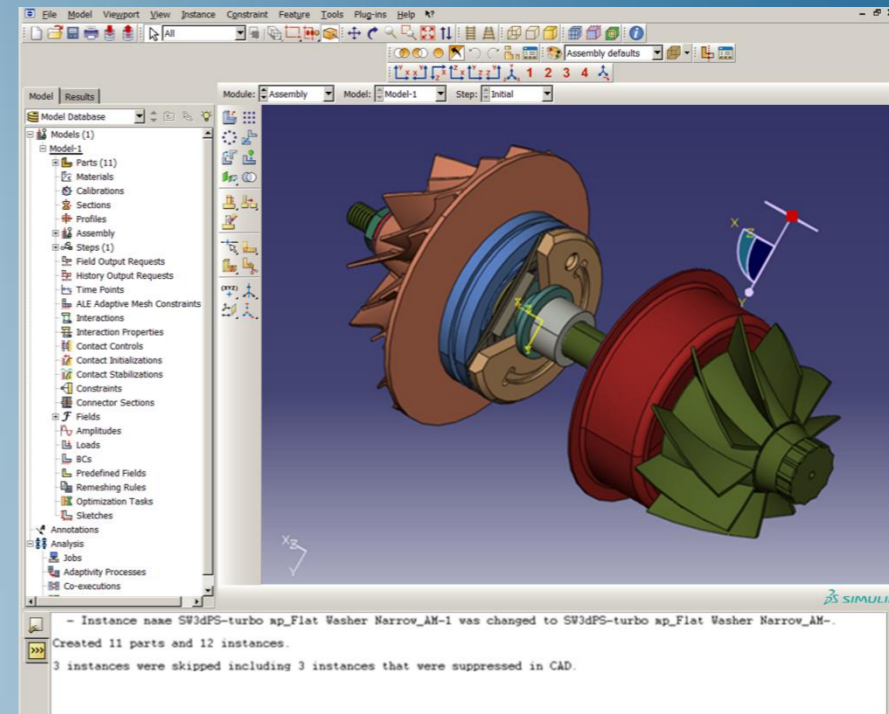 File Model Viewport View Instance Constraint Feature Tools Plug-ins Help
All
Assembly defaults
1 2 3 4
Model Results
Module: Assembly Model: Model-1 Step: Initial
Model Database
Models (1)
Model-1
Parts (11)
Materials
Calibrations
Sections
Profiles
Assembly
Steps (1)
Field Output Requests
History Output Requests
Time Points
ALE Adaptive Mesh Constraints
Interactions
Interaction Properties
Contact Controls
Contact Initializations
Contact Stabilizations
Constraints
Connector Sections
Fields
Amplitudes
Loads
BCs
Predefined Fields
Remeshing Rules
Optimization Tasks
Sketches
Annotations
Analysis
Jobs
Adaptivity Processes
Co-executions
X
Z
Y
X
Z
Y
SIMULI
- Instance name SW3dPS-turbo mp_Flat Washer Narrow_AM-1 was changed to SW3dPS-turbo mp_Flat Washer Narrow_AM-.
Created 11 parts and 12 instances.
3 instances were skipped including 3 instances that were suppressed in CAD.